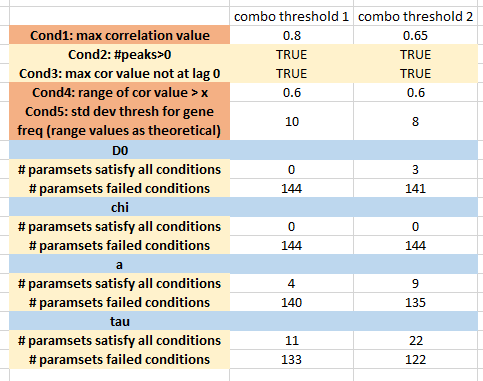 combo threshold 1 combo threshold 2
Cond1: max correlation value 0.8 0.65
Cond2: #peaks>0 TRUE TRUE
Cond3: max cor value not at lag 0 TRUE TRUE
Cond4: range of cor value > x 0.6 0.6
Cond5: std dev thresh for gene
freq (range values as theoretical) 10 8
D0
# paramsets satisfy all conditions 0 3
# paramsets failed conditions 144 141
chi
# paramsets satisfy all conditions 0 0
# paramsets failed conditions 144 144
a
# paramsets satisfy all conditions 4 9
# paramsets failed conditions 140 135
tau
# paramsets satisfy all conditions 11 22
# paramsets failed conditions 133 122